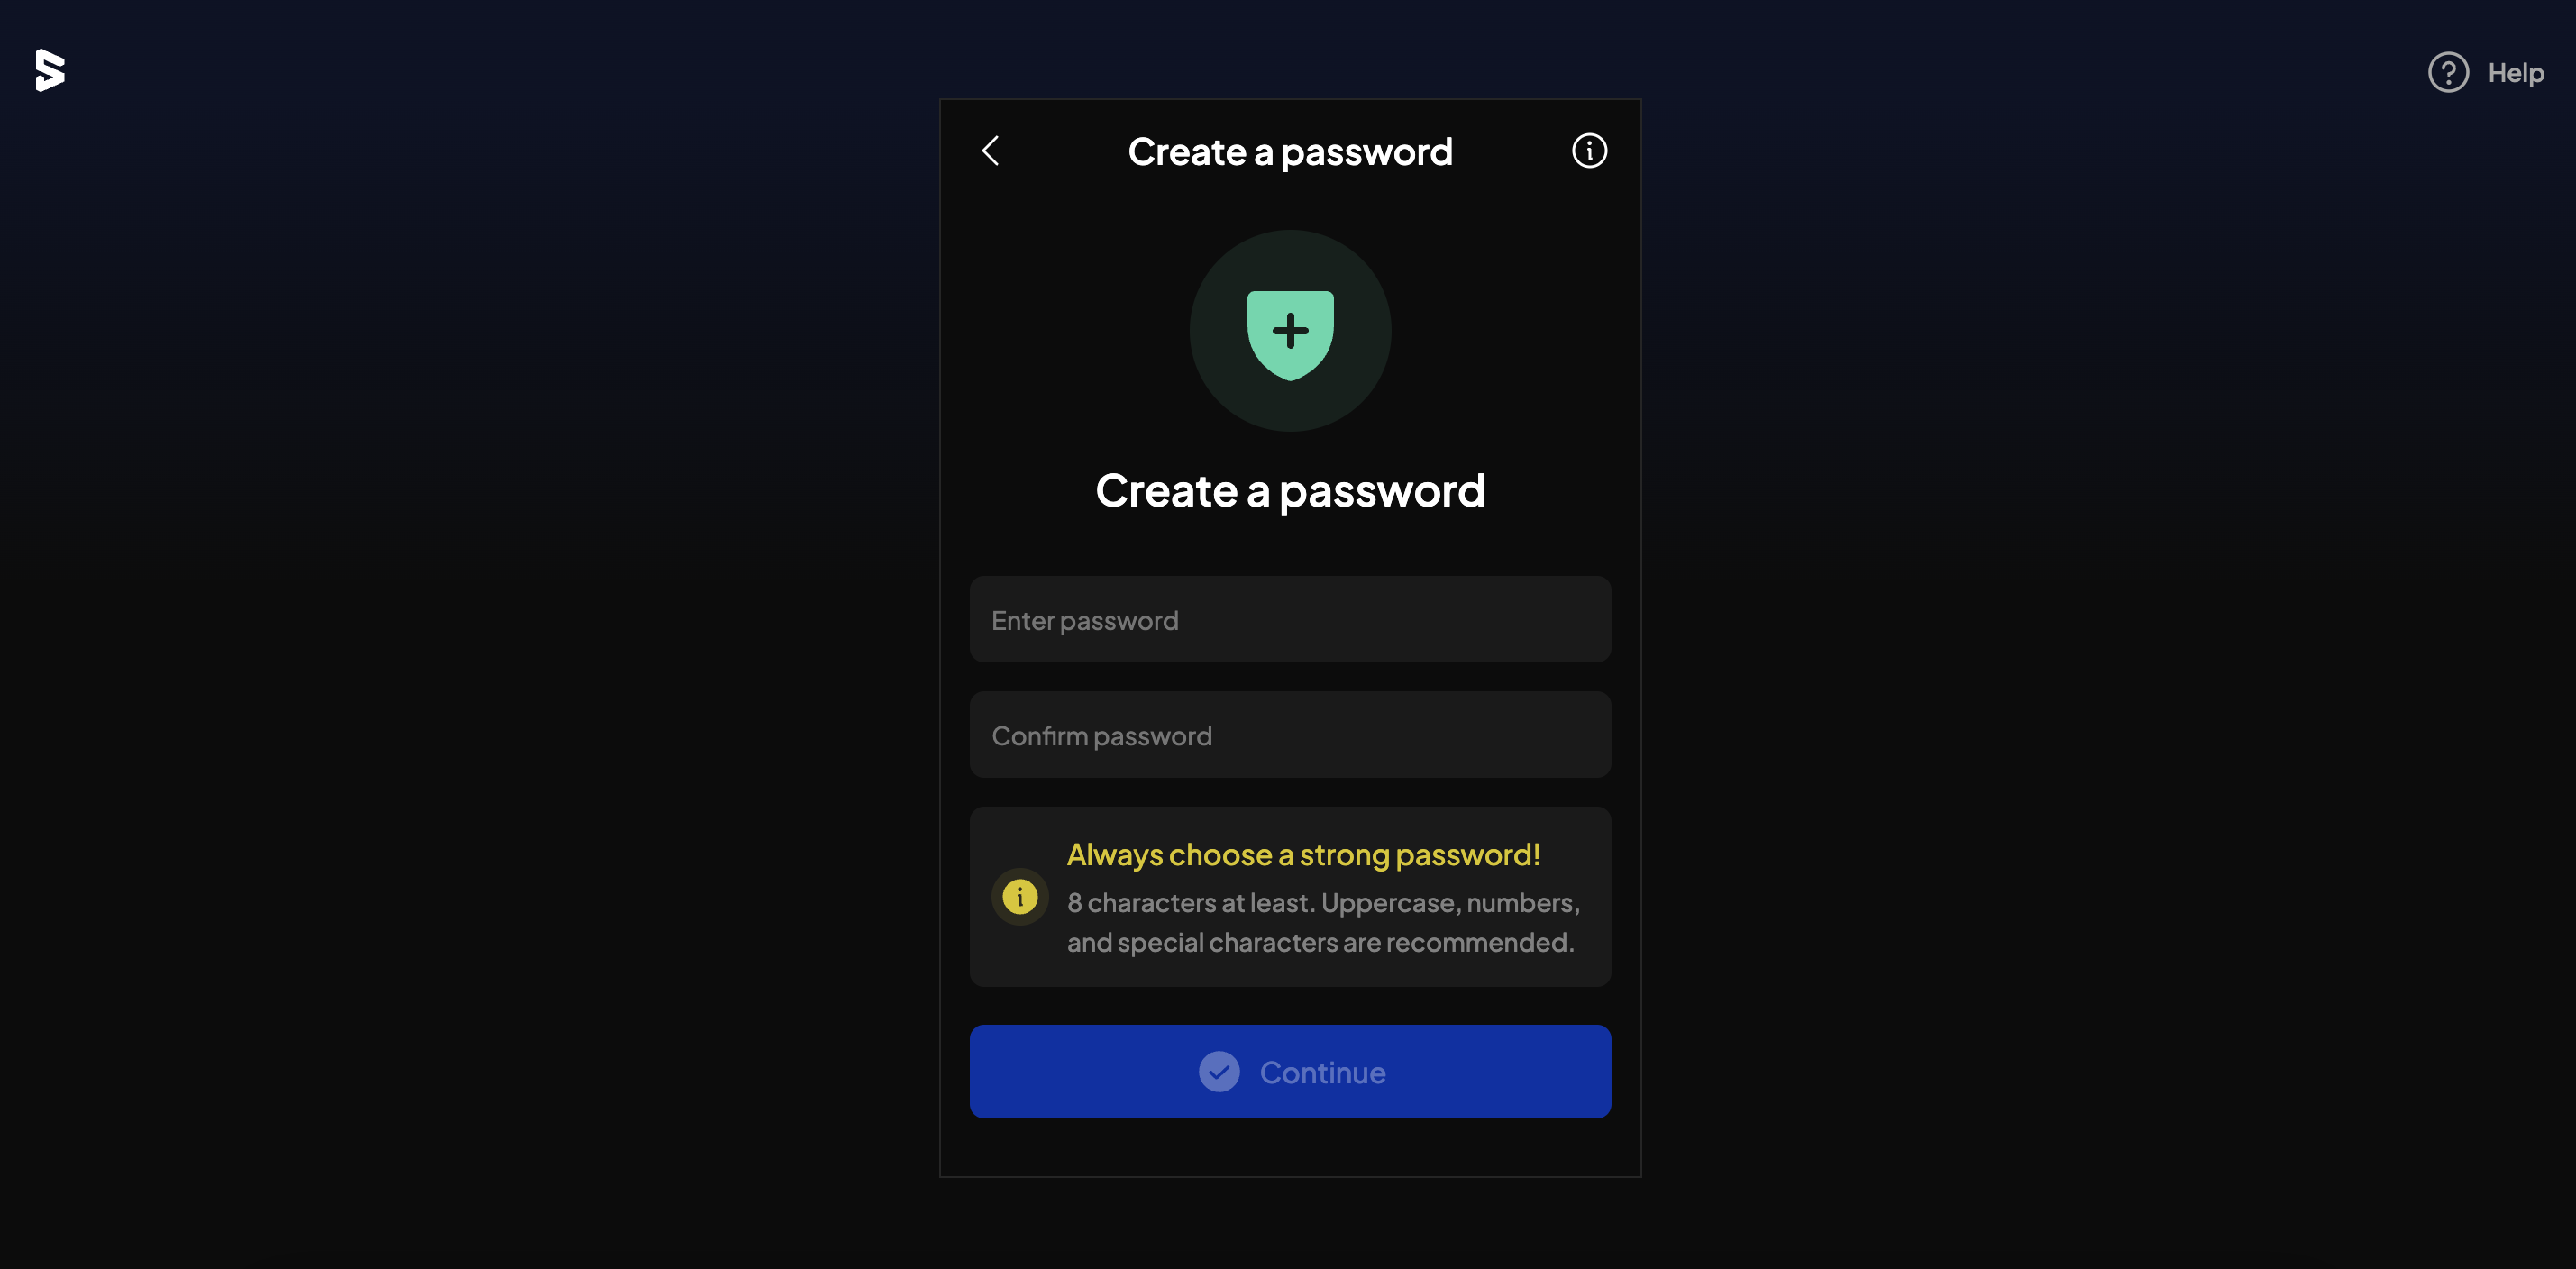 Help
Create a password
Create a password
Enter password
Confirm password
Always choose a strong password!
8 characters at least. Uppercase, numbers,
and special characters are recommended.
Continue